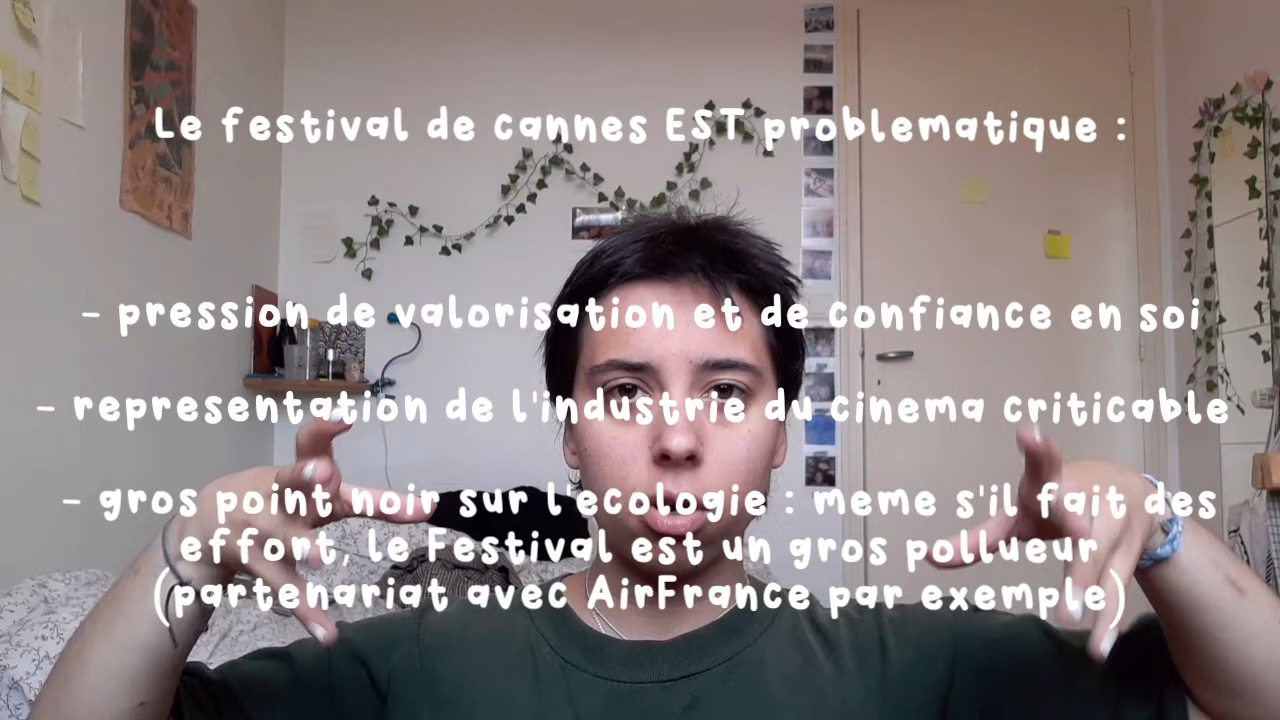 Le festival de cannes EST problematique :
- pression de valorisation et de confiance en soi
- representation de l'industrie du cinema criticable
- gros point noir sur l'ecologie : meme s'il fait des
effort, le Festival est un gros pollueur
(partenariat avec AirFrance par exemple)